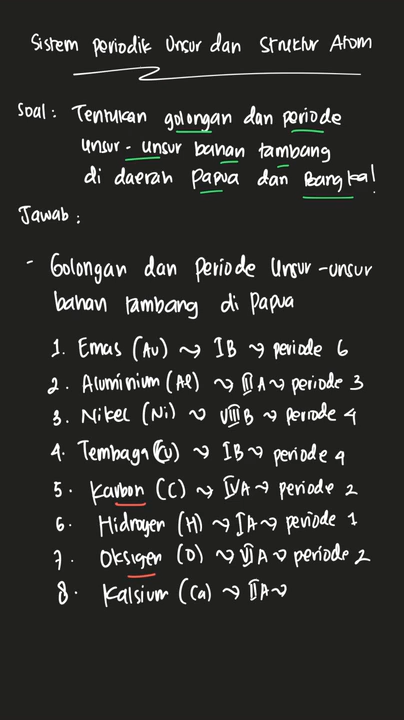 Sistem Periodik Unsur dan Struktur Atom
Soal : Tentukan golongan dan periode
unsur - unsur bahan tambang
di daerah Papua dan Bangka!
Jawab :
- Golongan dan Periode Unsur-unsur
bahan tambang di Papua
1. Emas (Au) ~> IB ~> periode 6
2. Aluminium (Al) ~> IIIA ~> periode 3
3. Nikel (Ni) ~> VIIIB ~> periode 4
4. Tembaga (Cu) ~> IB ~> periode 4
5. Karbon (C) ~> IVA ~> periode 2
6. Hidrogen (H) ~> IA ~> periode 1
7. Oksigen (O) ~> VIA ~> periode 2
8. Kalsium (Ca) ~> IIA ~>